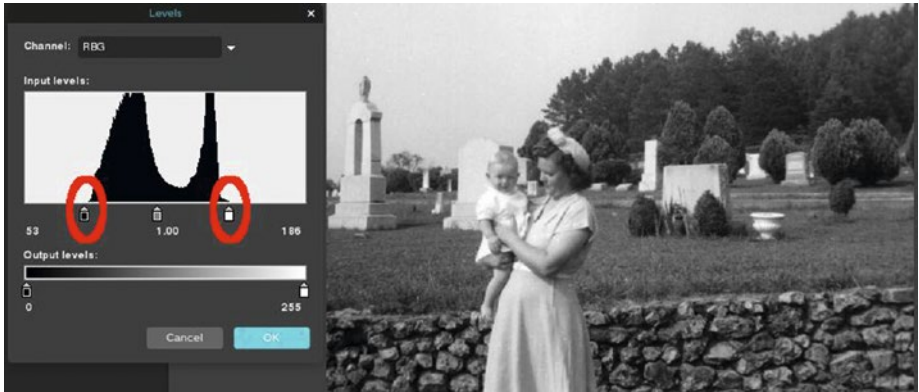 Levels
×
Channel: RBG
Input levels:
53 1.00 186
Output levels:
0 255
Cancel OK